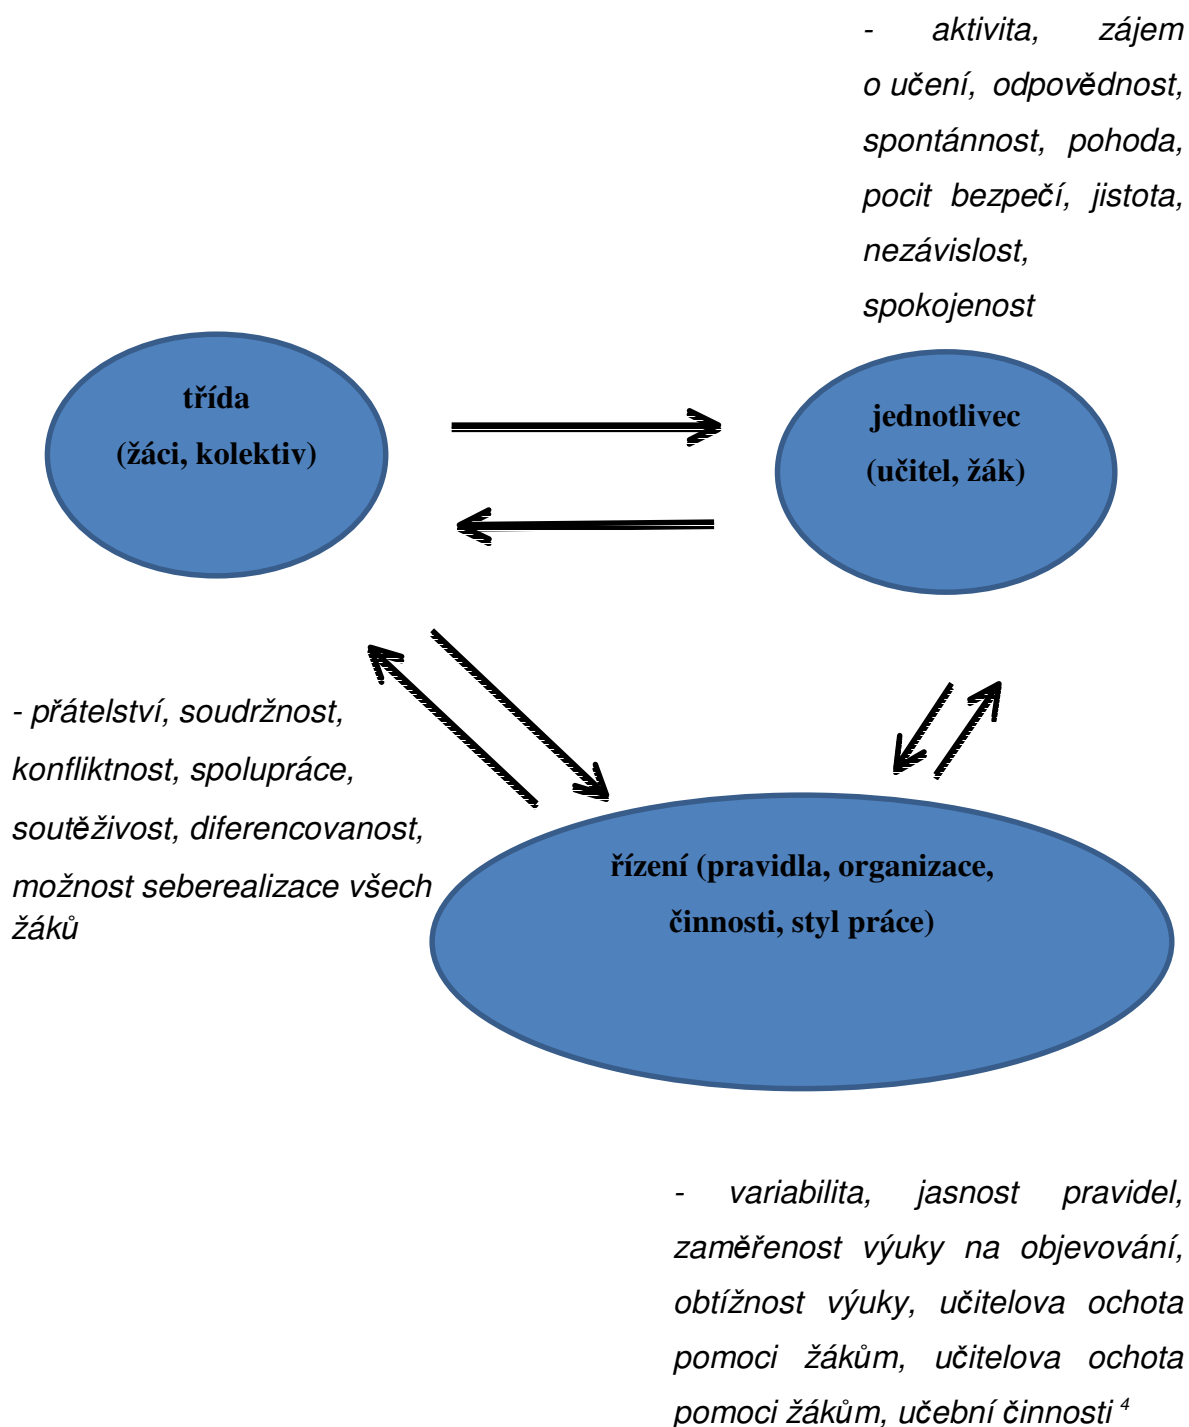 - aktivita, zájem
o učení, odpovědnost,
spontánnost, pohoda,
pocit bezpečí, jistota,
nezávislost,
spokojenost
třída
(žáci, kolektiv)
jednotlivec
(učitel, žák)
- přátelství, soudržnost,
konfliktnost, spolupráce,
soutěživost, diferencovanost,
možnost seberealizace všech
žáků
řízení (pravidla, organizace,
činnosti, styl práce)
- variabilita, jasnost pravidel,
zaměřenost výuky na objevování,
obtížnost výuky, učitelova ochota
pomoci žákům, učitelova ochota
pomoci žákům, učební činnosti 4